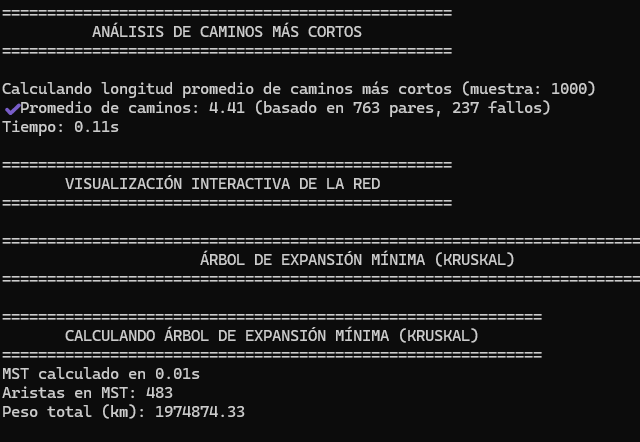 ==================================================
ANÁLISIS DE CAMINOS MÁS CORTOS
==================================================
Calculando longitud promedio de caminos más cortos (muestra: 1000)
✔Promedio de caminos: 4.41 (basado en 763 pares, 237 fallos)
Tiempo: 0.11s
==================================================
VISUALIZACIÓN INTERACTIVA DE LA RED
==================================================
=======================================================================
ÁRBOL DE EXPANSIÓN MÍNIMA (KRUSKAL)
=======================================================================
============================================================
CALCULANDO ÁRBOL DE EXPANSIÓN MÍNIMA (KRUSKAL)
============================================================
MST calculado en 0.01s
Aristas en MST: 483
Peso total (km): 1974874.33